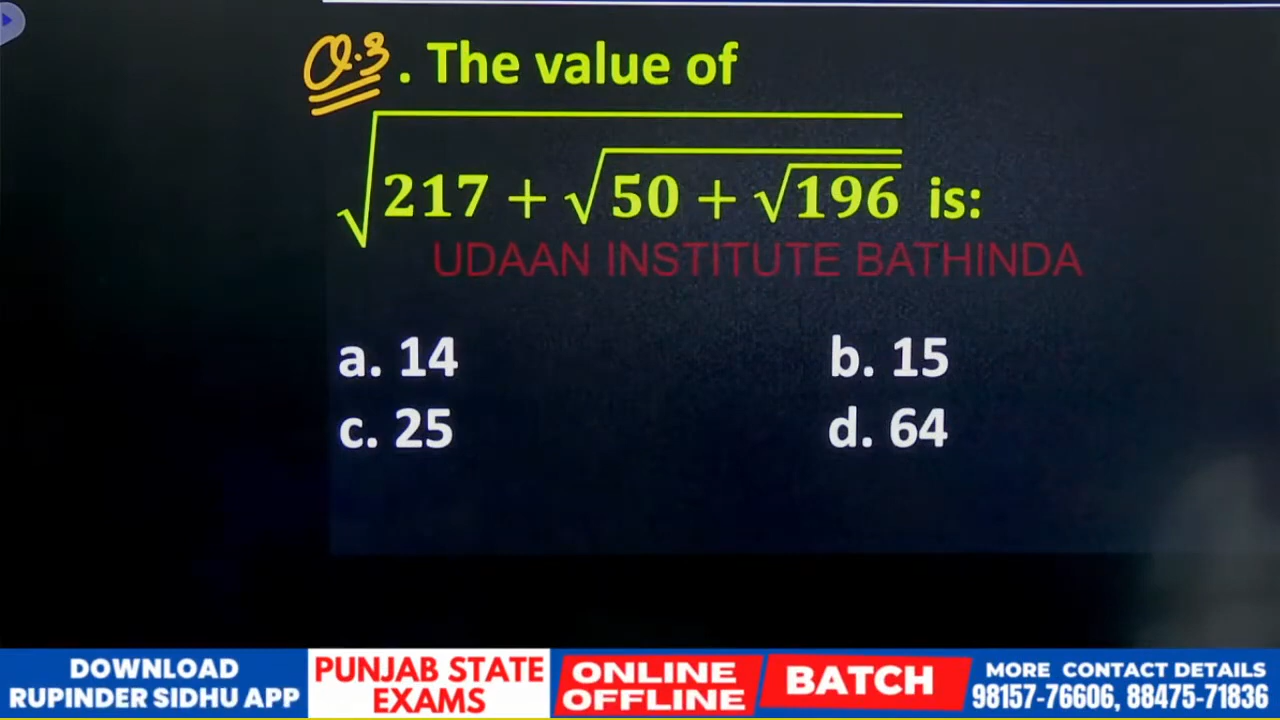 Q.3 . The value of
√217 + √50 + √196 is:
UDAAN INSTITUTE BATHINDA
a. 14 b. 15
c. 25 d. 64
DOWNLOAD
RUPINDER SIDHU APP
PUNJAB STATE
EXAMS
ONLINE
OFFLINE
BATCH
MORE CONTACT DETAILS
98157-76606, 88475-71836